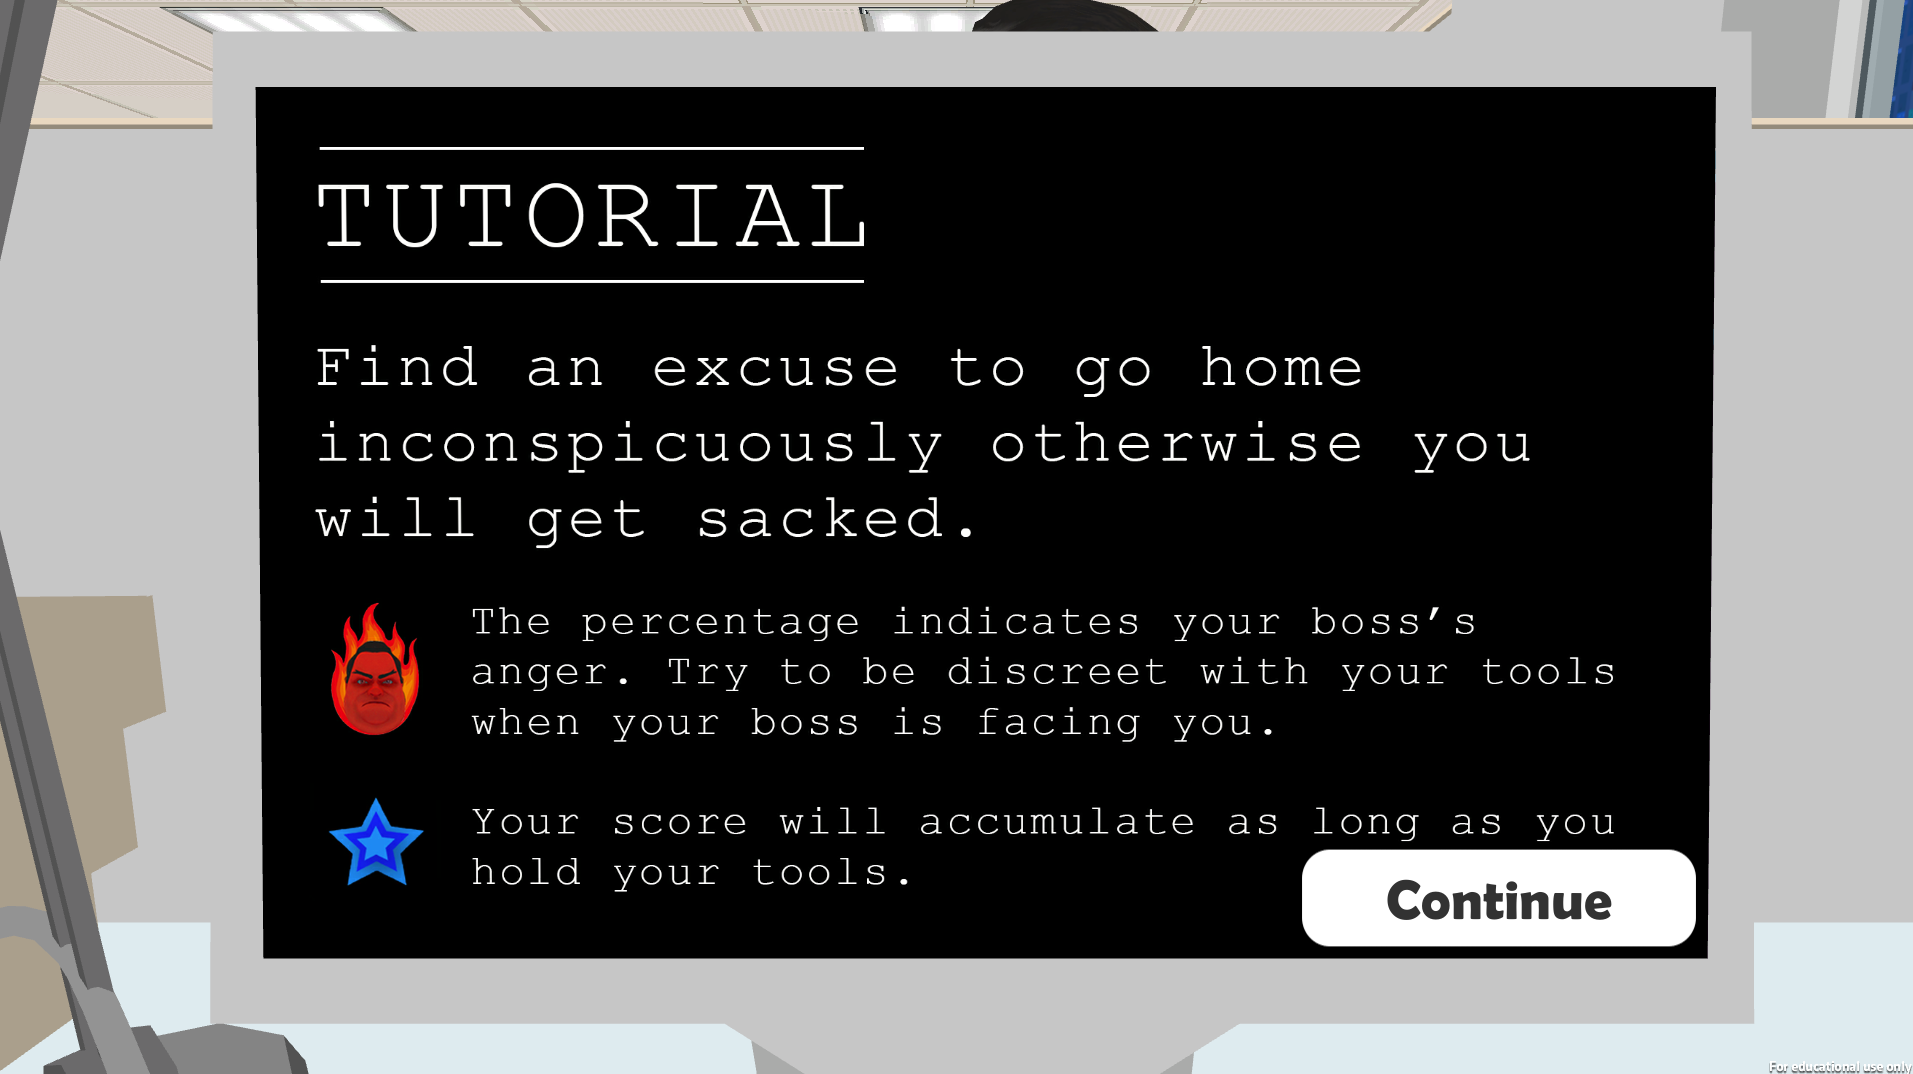 TUTORIAL
Find an excuse to go home
inconspicuously otherwise you
will get sacked.
The percentage indicates your boss’s
anger. Try to be discreet with your tools
when your boss is facing you.
Your score will accumulate as long as you
hold your tools.
Continue
For educational use only